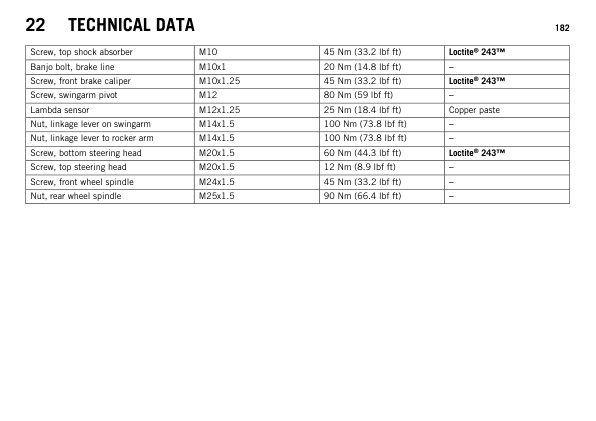 22 TECHNICAL DATA 182
Screw, top shock absorber M10 45 Nm (33.2 lbf ft) Loctite® 243™
Banjo bolt, brake line M10x1 20 Nm (14.8 lbf ft) –
Screw, front brake caliper M10x1.25 45 Nm (33.2 lbf ft) Loctite® 243™
Screw, swingarm pivot M12 80 Nm (59 lbf ft) –
Lambda sensor M12x1.25 25 Nm (18.4 lbf ft) Copper paste
Nut, linkage lever on swingarm M14x1.5 100 Nm (73.8 lbf ft) –
Nut, linkage lever to rocker arm M14x1.5 100 Nm (73.8 lbf ft) –
Screw, bottom steering head M20x1.5 60 Nm (44.3 lbf ft) Loctite® 243™
Screw, top steering head M20x1.5 12 Nm (8.9 lbf ft) –
Screw, front wheel spindle M24x1.5 45 Nm (33.2 lbf ft) –
Nut, rear wheel spindle M25x1.5 90 Nm (66.4 lbf ft) –